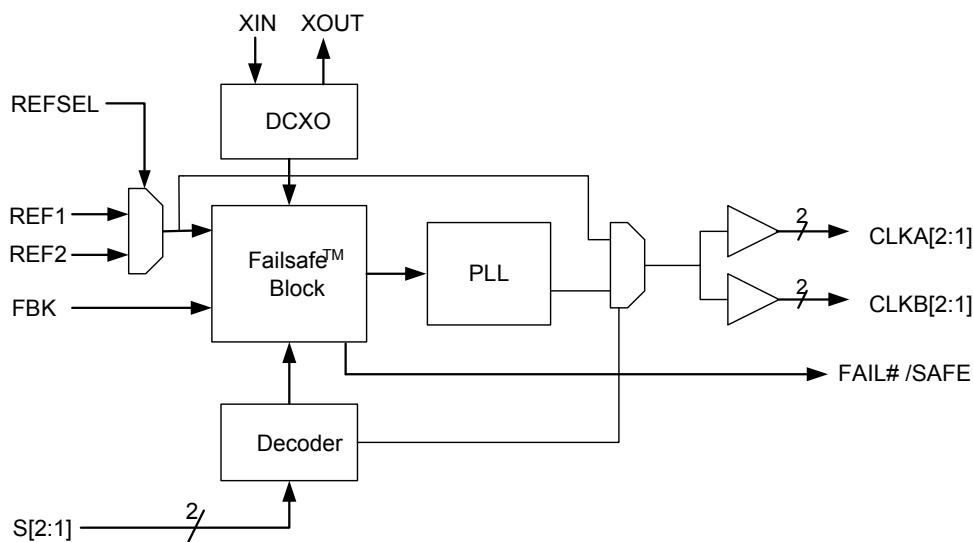 XIN XOUT
REFSEL
DCXO
REF1
REF2
Failsafe™
Block
PLL
2
CLKA[2:1]
FBK
2
CLKB[2:1]
FAIL# /SAFE
Decoder
S[2:1]
2